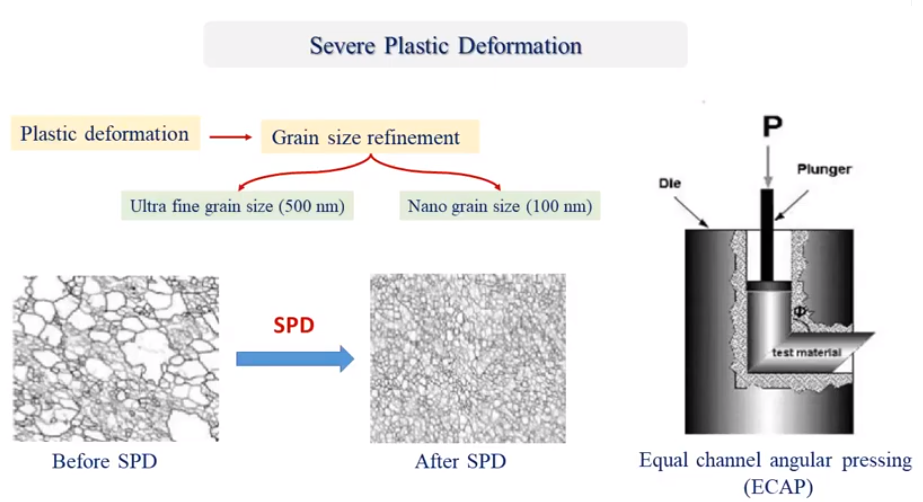 Severe Plastic Deformation
Plastic deformation
Grain size refinement
Ultra fine grain size (500 nm)
Nano grain size (100 nm)
SPD
Before SPD
After SPD
P
Plunger
Die
Φ
test material
Equal channel angular pressing
(ECAP)